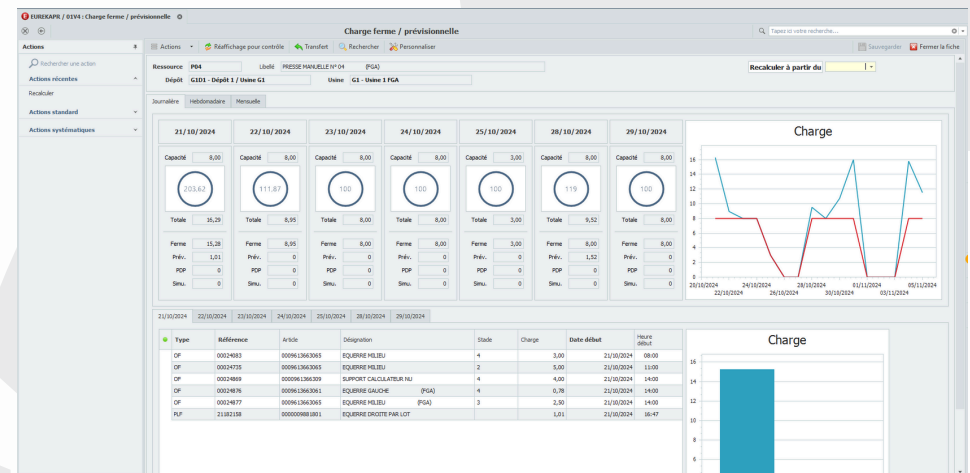 EUREKAPR / 01V4 : Charge ferme / prévisionnelle
Charge ferme / prévisionnelle
Tapez ici votre recherche...
Actions
Actions Réaffichage pour contrôle Transfert Rechercher Personnaliser
Sauvegarder Fermer la fiche
Rechercher une action
Actions récentes
Recalculer
Actions standard
Actions systématiques
Ressource P04 Libellé PRESSE MANUELLE N° 04 (FGA)
Recalculer à partir du
Dépôt G1D1 - Dépôt 1 / Usine G1 Usine G1 - Usine 1 FGA
Journalière Hebdomadaire Mensuelle
21/10/2024 22/10/2024 23/10/2024 24/10/2024 25/10/2024 28/10/2024 29/10/2024
Capacité 8,00 Capacité 8,00 Capacité 8,00 Capacité 8,00 Capacité 3,00 Capacité 8,00 Capacité 8,00
203,62 111,87 100 100 100 119 100
Totale 16,29 Totale 8,95 Totale 8,00 Totale 8,00 Totale 3,00 Totale 9,52 Totale 8,00
Ferme 15,28 Ferme 8,95 Ferme 8,00 Ferme 8,00 Ferme 3,00 Ferme 8,00 Ferme 8,00
Prév. 1,01 Prév. 0 Prév. 0 Prév. 0 Prév. 0 Prév. 1,52 Prév. 0
PDP 0 PDP 0 PDP 0 PDP 0 PDP 0 PDP 0 PDP 0
Simu. 0 Simu. 0 Simu. 0 Simu. 0 Simu. 0 Simu. 0 Simu. 0
Charge
16
14
12
10
8
6
4
2
0
20/10/2024 24/10/2024 28/10/2024 01/11/2024 05/11/2024
22/10/2024 26/10/2024 30/10/2024 03/11/2024
21/10/2024 22/10/2024 23/10/2024 24/10/2024 25/10/2024 28/10/2024 29/10/2024
Type Référence Article Désignation Stade Charge Date début Heure début
OF 00024083 0009613663065 EQUERRE MILIEU 4 3,00 21/10/2024 08:00
OF 00024735 0009613663065 EQUERRE MILIEU 2 5,00 21/10/2024 11:00
OF 00024869 0000961366309 SUPPORT CALCULATEUR NU 4 4,00 21/10/2024 14:00
OF 00024876 0009613663061 EQUERRE GAUCHE (FGA) 4 0,78 21/10/2024 14:00
OF 00024877 0009613663065 EQUERRE MILIEU (FGA) 3 2,50 21/10/2024 14:00
PLF 21182158 0000009881801 EQUERRE DROITE PAR LOT 1,01 21/10/2024 16:47
Charge
16
14
12
10
8
6